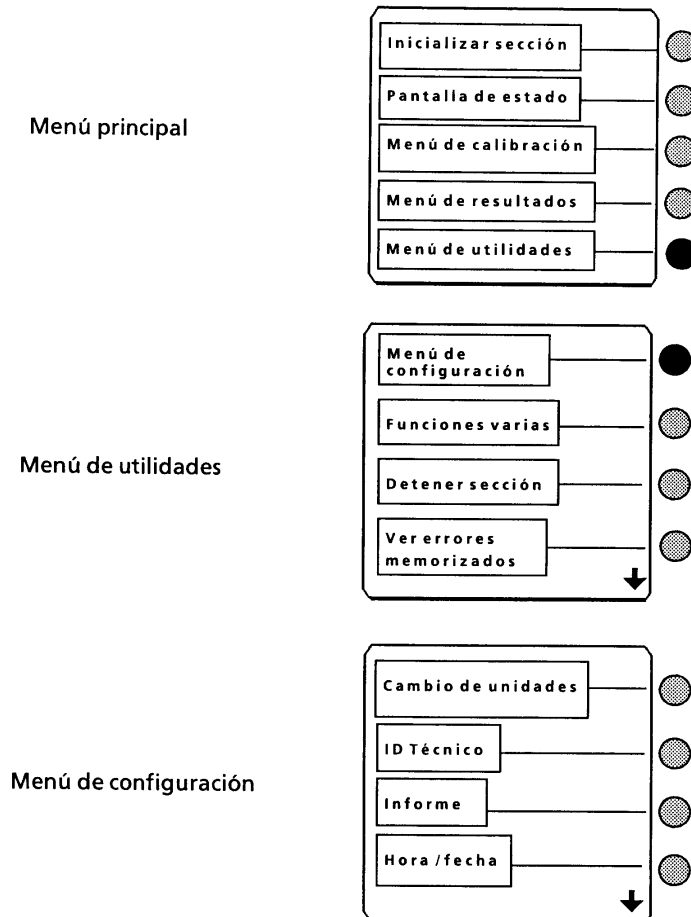 Menú principal
Inicializar sección
Pantalla de estado
Menú de calibración
Menú de resultados
Menú de utilidades
Menú de utilidades
Menú de
configuración
Funciones varias
Detener sección
Ver errores
memorizados
Menú de configuración
Cambio de unidades
ID Técnico
Informe
Hora / fecha